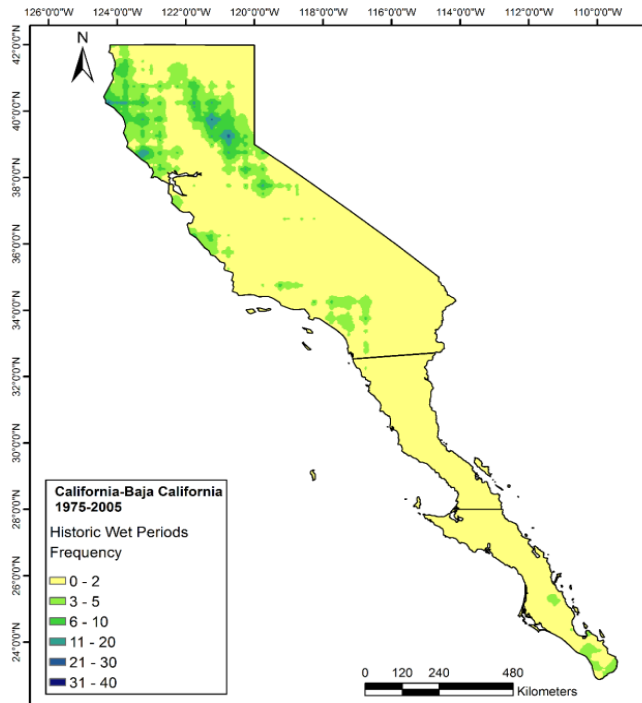 126°0'0"W 124°0'0"W 122°0'0"W 120°0'0"W 118°0'0"W 116°0'0"W 114°0'0"W 112°0'0"W 110°0'0"W
N
42°0'0"N
40°0'0"N
38°0'0"N
36°0'0"N
34°0'0"N
32°0'0"N
30°0'0"N
28°0'0"N
26°0'0"N
24°0'0"N
California-Baja California
1975-2005
Historic Wet Periods
Frequency
0 - 2
3 - 5
6 - 10
11 - 20
21 - 30
31 - 40
0 120 240 480
Kilometers